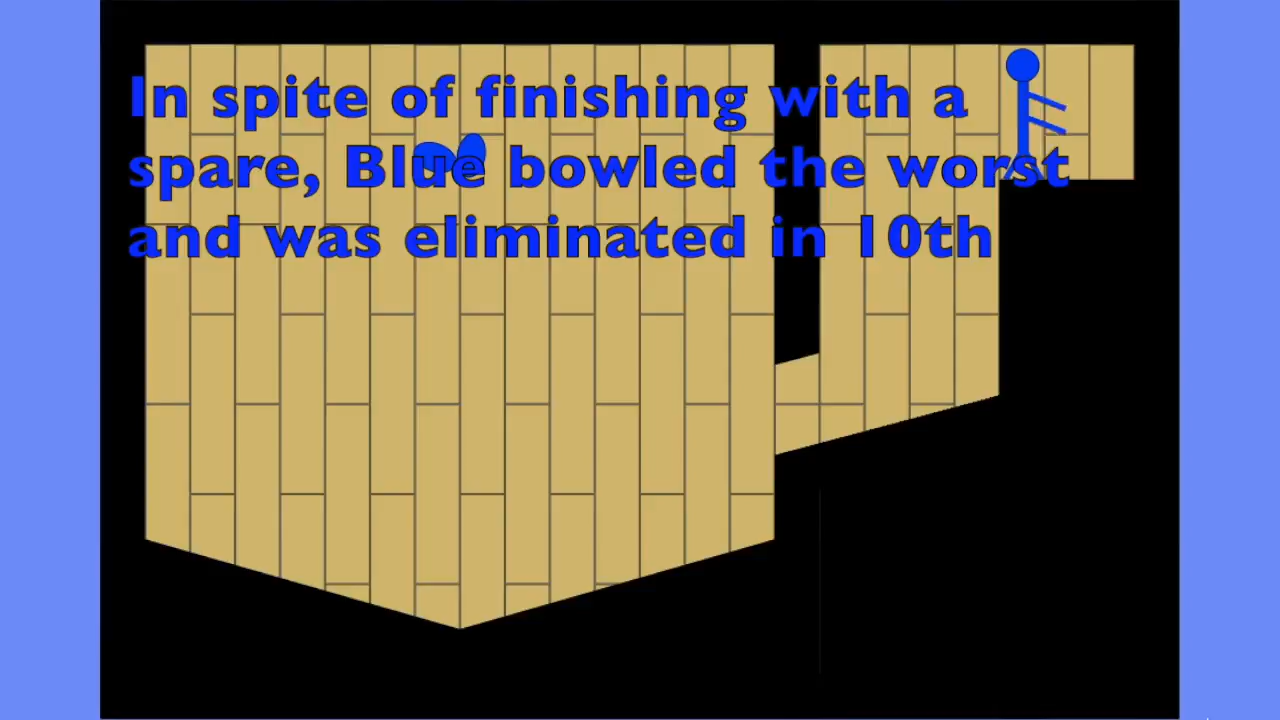 In spite of finishing with a
spare, Blue bowled the worst
and was eliminated in 10th